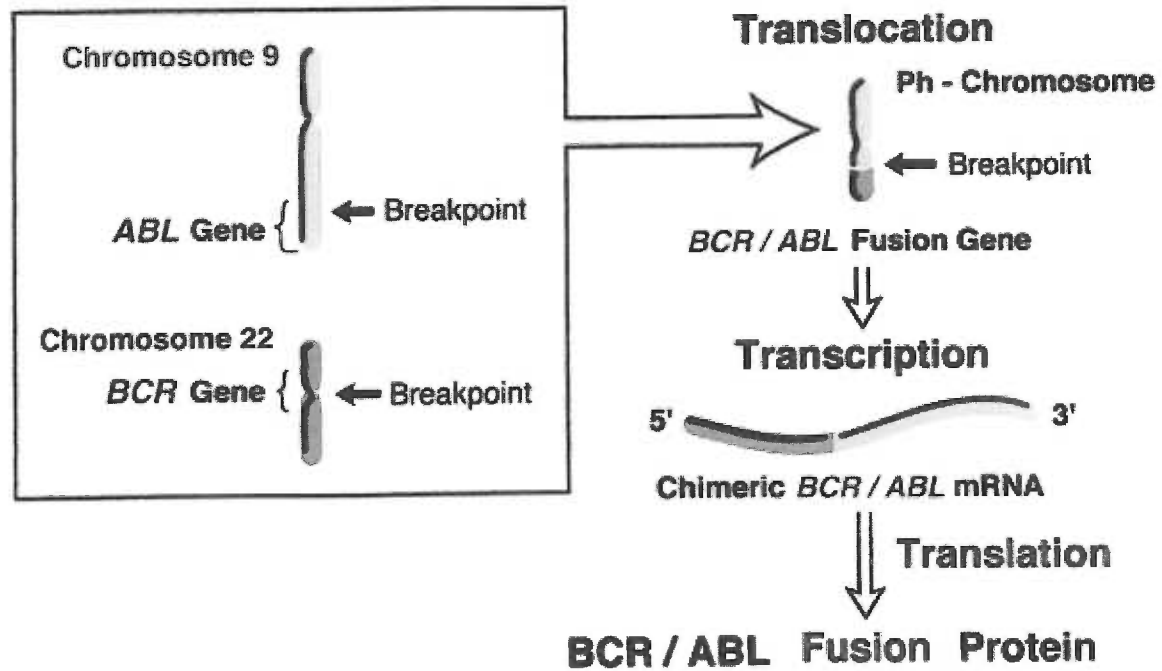 Chromosome 9
ABL Gene {
Breakpoint
Chromosome 22
BCR Gene {
Breakpoint
Translocation
Ph - Chromosome
Breakpoint
BCR / ABL Fusion Gene
Transcription
5' 3'
Chimeric BCR / ABL mRNA
Translation
BCR / ABL Fusion Protein